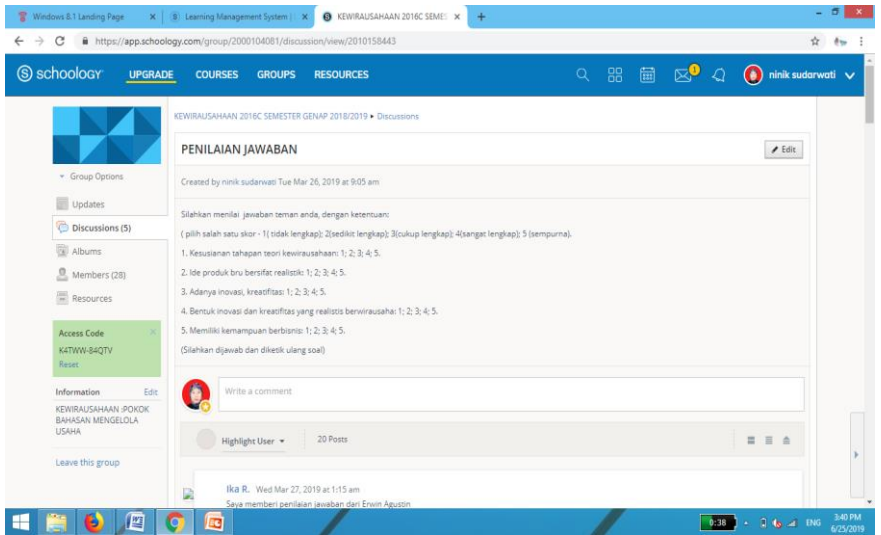 Windows 8.1 Landing Page
Learning Management System |
KEWIRAUSAHAAN 2016C SEMES
https://app.schoology.com/group/2000104081/discussion/view/2010158443
schoology
UPGRADE
COURSES
GROUPS
RESOURCES
1
ninik sudarwati
KEWIRAUSAHAAN 2016C SEMESTER GENAP 2018/2019 ▸ Discussions
PENILAIAN JAWABAN
Edit
Group Options
Created by ninik sudarwati Tue Mar 26, 2019 at 9:05 am
Updates
Discussions (5)
Albums
Members (28)
Resources
Silahkan menilai jawaban teman anda, dengan ketentuan:
( pilih salah satu skor - 1( tidak lengkap); 2(sedikit lengkap); 3(cukup lengkap); 4(sangat lengkap); 5 (sempurna).
1. Kesusianan tahapan teori kewirausahaan: 1; 2; 3; 4; 5.
2. Ide produk bru bersifat realistik: 1; 2; 3; 4; 5.
3. Adanya inovasi, kreatifitas: 1; 2; 3; 4; 5.
4. Bentuk inovasi dan kreatifitas yang realistis berwirausaha: 1; 2; 3; 4; 5.
5. Memiliki kemampuan berbisnis: 1; 2; 3; 4; 5.
(Silahkan dijawab dan diketik ulang soal)
Access Code
K4TWW-84QTV
Reset
Information
Edit
KEWIRAUSAHAAN :POKOK
BAHASAN MENGELOLA
USAHA
Leave this group
Write a comment
Highlight User
20 Posts
Ika R. Wed Mar 27, 2019 at 1:15 am
Saya memberi penilaian jawaban dari Erwin Agustin
0:38
ENG
3:40 PM
6/25/2019